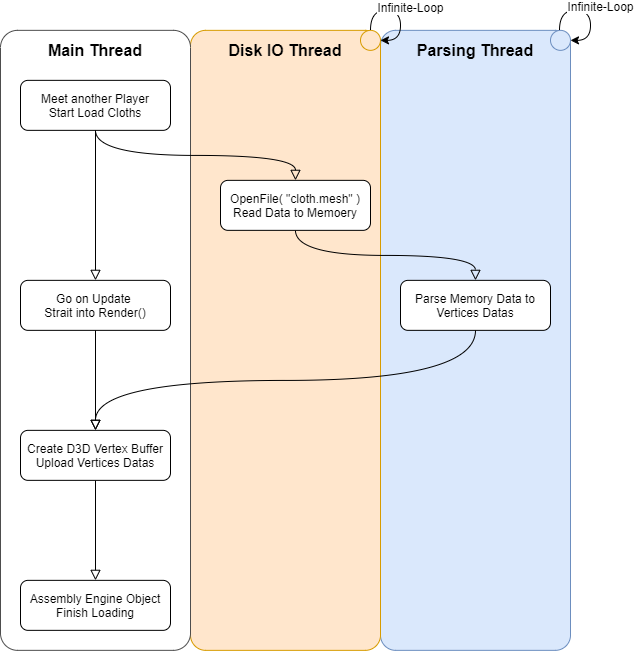 Infinite-Loop
Infinite-Loop
Main Thread
Disk IO Thread
Parsing Thread
Meet another Player
Start Load Cloths
OpenFile( "cloth.mesh" )
Read Data to Memoery
Go on Update
Strait into Render()
Parse Memory Data to
Vertices Datas
Create D3D Vertex Buffer
Upload Vertices Datas
Assembly Engine Object
Finish Loading